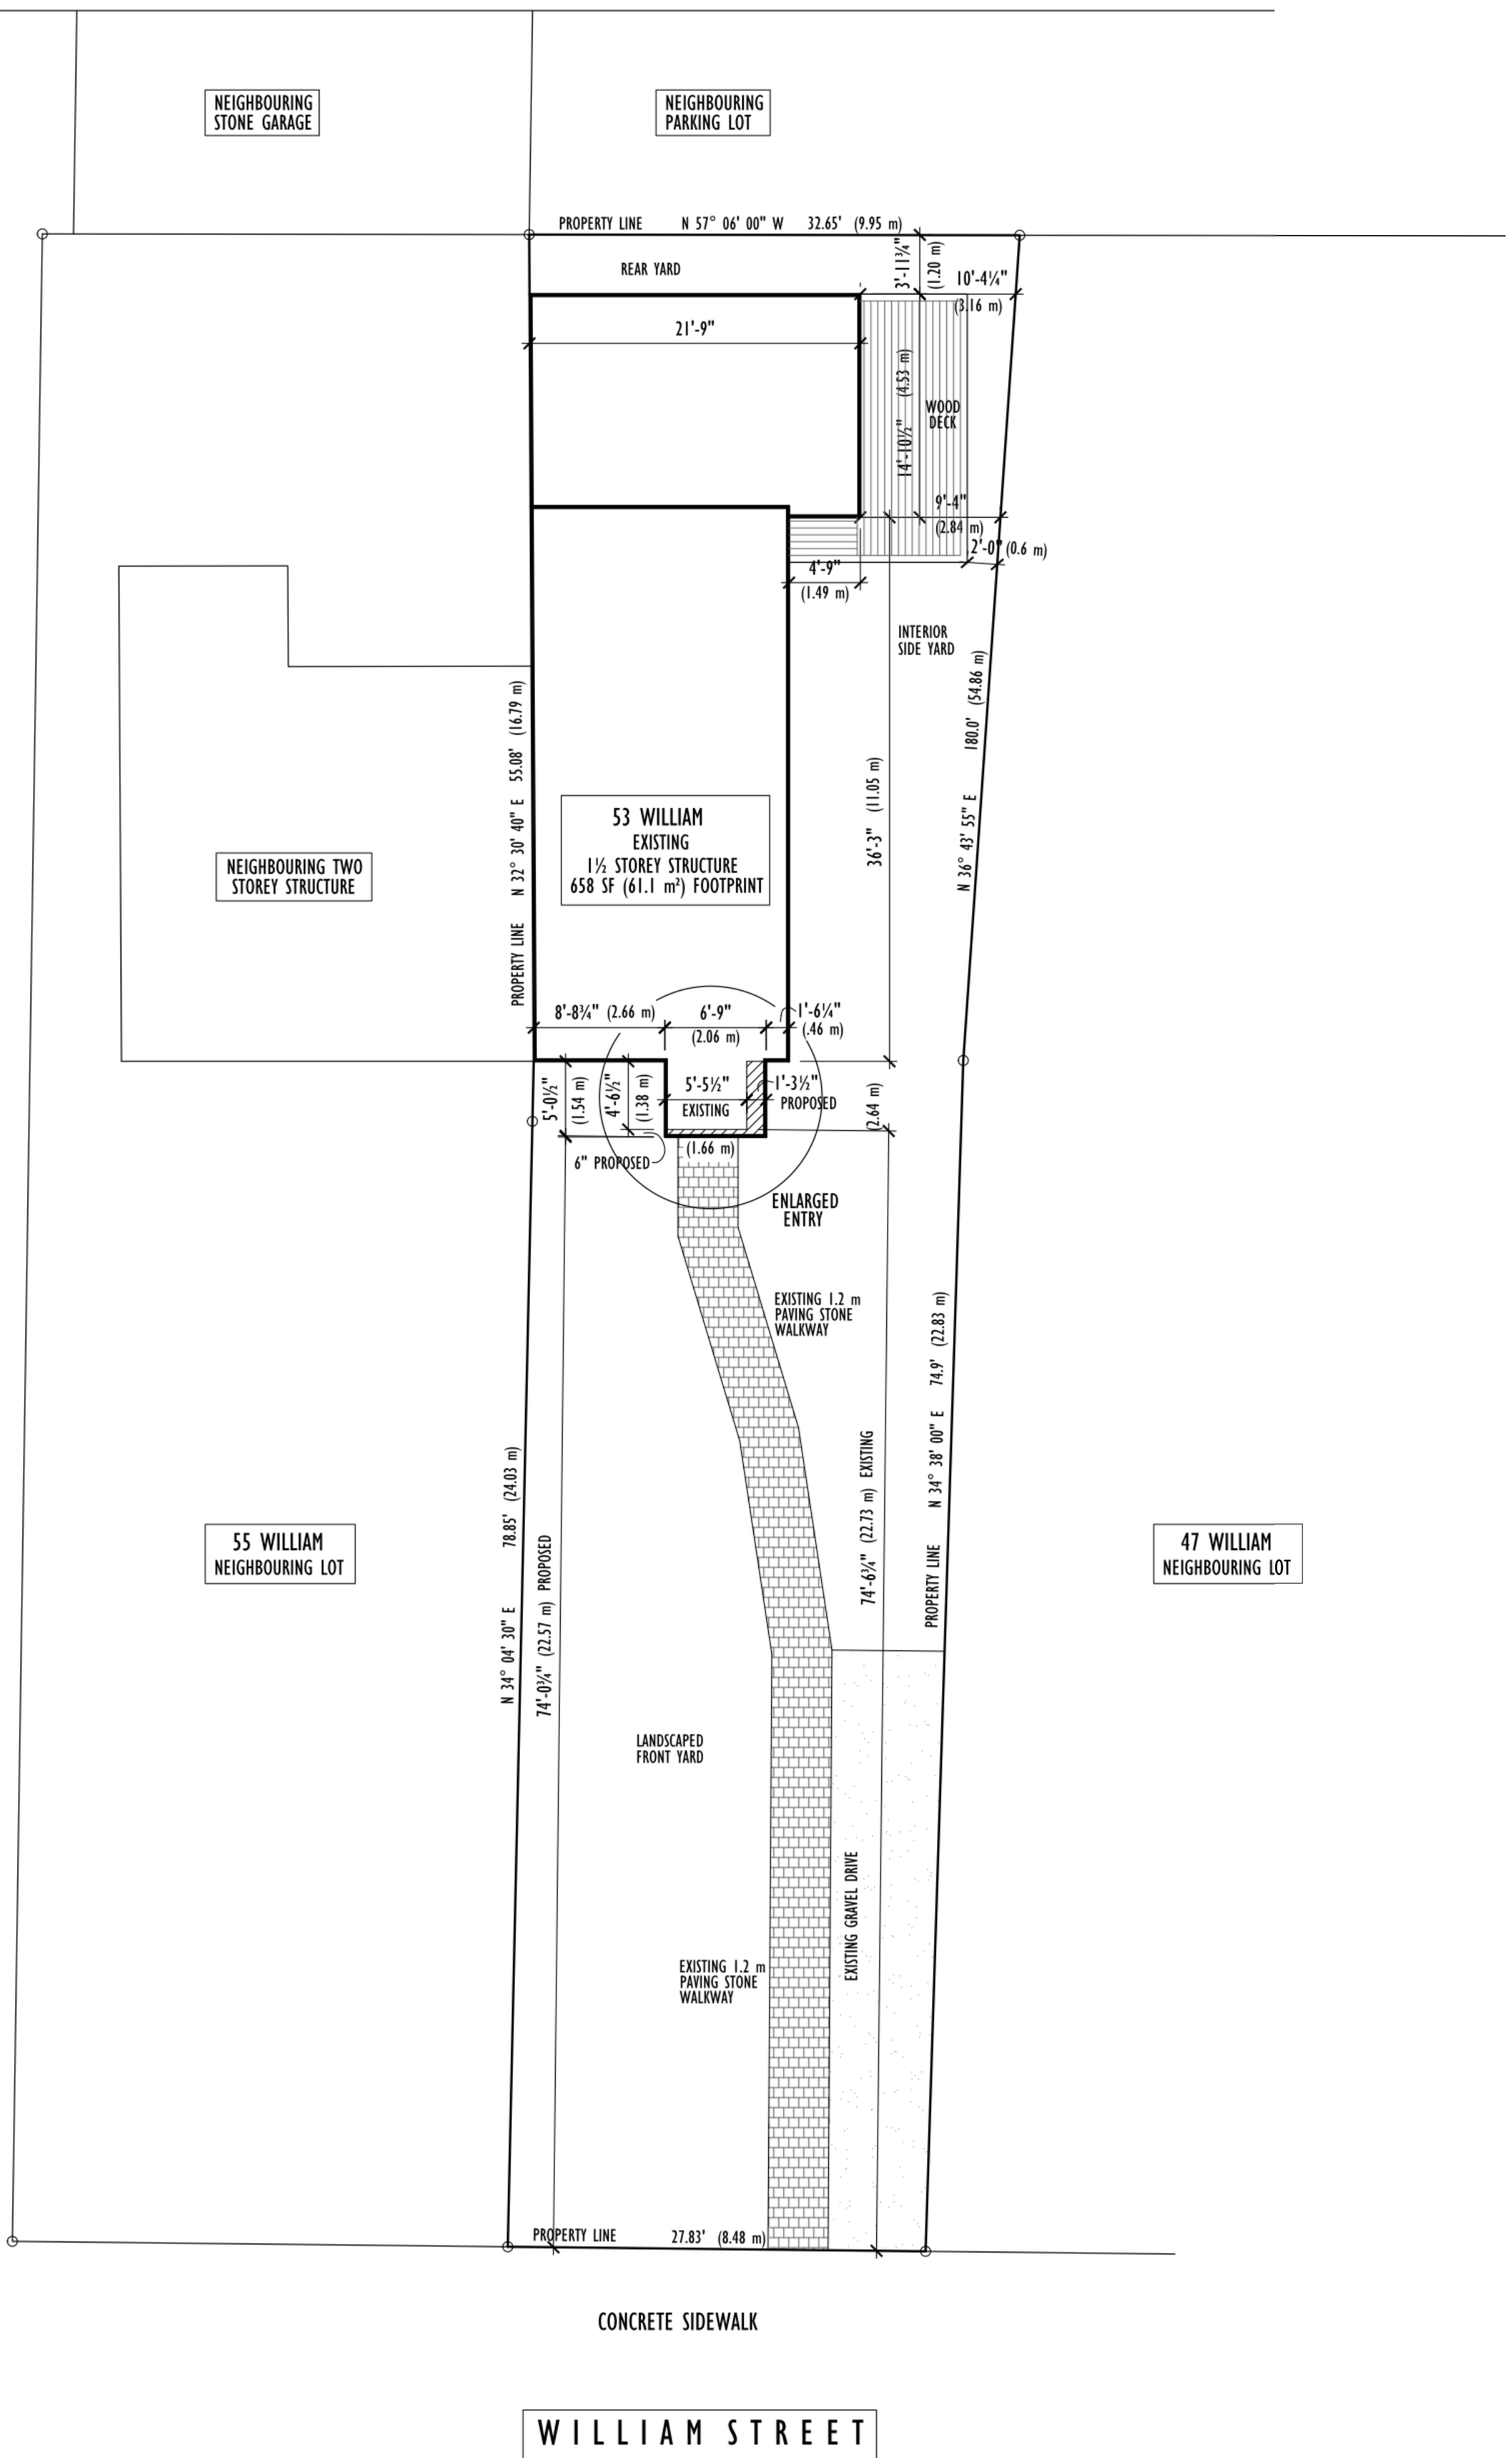 NEIGHBOURING
STONE GARAGE
NEIGHBOURING
PARKING LOT
PROPERTY LINE N 57° 06' 00" W 32.65' (9.95 m)
REAR YARD
3'-11¾"
(1.20 m)
10'-4¼"
(3.16 m)
21'-9"
14'-10½" (4.53 m)
WOOD
DECK
9'-4"
(2.84 m)
2'-0" (0.6 m)
4'-9"
(1.49 m)
INTERIOR
SIDE YARD
PROPERTY LINE N 32° 30' 40" E 55.08' (16.79 m)
N 36° 43' 55" E 180.0' (54.86 m)
36'-3" (11.05 m)
53 WILLIAM
EXISTING
1½ STOREY STRUCTURE
658 SF (61.1 m²) FOOTPRINT
NEIGHBOURING TWO
STOREY STRUCTURE
8'-8¾" (2.66 m)
6'-9"
(2.06 m)
1'-6¼"
(.46 m)
5'-0½"
(1.54 m)
4'-6½"
(1.38 m)
5'-5½"
EXISTING
1'-3½"
PROPOSED
(2.64 m)
(1.66 m)
6" PROPOSED
ENLARGED
ENTRY
EXISTING 1.2 m
PAVING STONE
WALKWAY
N 34° 04' 30" E 78.85' (24.03 m)
74'-0¾" (22.57 m) PROPOSED
74'-6¾" (22.73 m) EXISTING
PROPERTY LINE N 34° 38' 00" E 74.9' (22.83 m)
55 WILLIAM
NEIGHBOURING LOT
47 WILLIAM
NEIGHBOURING LOT
LANDSCAPED
FRONT YARD
EXISTING GRAVEL DRIVE
EXISTING 1.2 m
PAVING STONE
WALKWAY
PROPERTY LINE 27.83' (8.48 m)
CONCRETE SIDEWALK
WILLIAM STREET